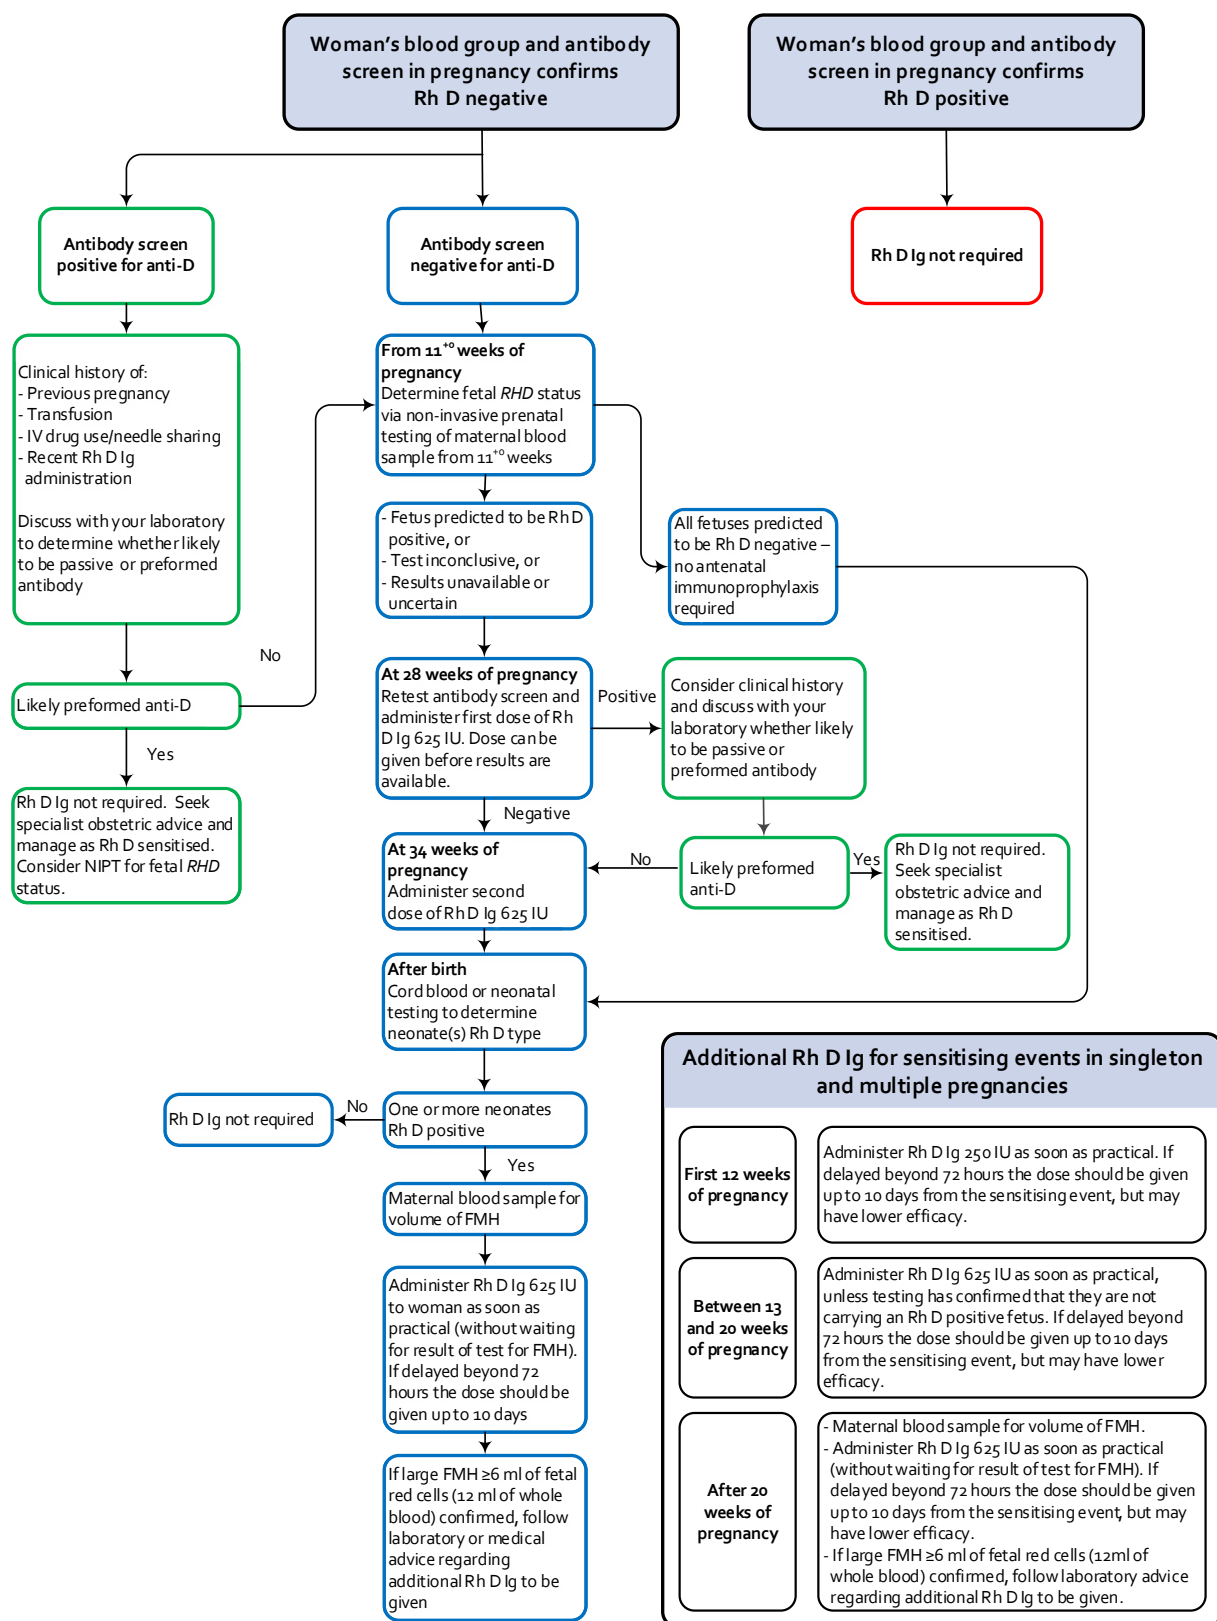 Woman's blood group and antibody
screen in pregnancy confirms
Rh D negative
Woman's blood group and antibody
screen in pregnancy confirms
Rh D positive
Antibody screen
positive for anti-D
Antibody screen
negative for anti-D
Rh D Ig not required
Clinical history of:
- Previous pregnancy
- Transfusion
- IV drug use/needle sharing
- Recent Rh D Ig
administration
Discuss with your laboratory
to determine whether likely
to be passive or preformed
antibody
From 11⁺⁰ weeks of
pregnancy
Determine fetal RHD status
via non-invasive prenatal
testing of maternal blood
sample from 11⁺⁰ weeks
- Fetus predicted to be Rh D
positive, or
- Test inconclusive, or
- Results unavailable or
uncertain
All fetuses predicted
to be Rh D negative –
no antenatal
immunoprophylaxis
required
No
Likely preformed anti-D
Yes
Rh D Ig not required. Seek
specialist obstetric advice and
manage as Rh D sensitised.
Consider NIPT for fetal RHD
status.
At 28 weeks of pregnancy
Retest antibody screen and
administer first dose of Rh
D Ig 625 IU. Dose can be
given before results are
available.
Positive
Consider clinical history
and discuss with your
laboratory whether likely
to be passive or
preformed antibody
Negative
At 34 weeks of
pregnancy
Administer second
dose of Rh D Ig 625 IU
No
Likely preformed
anti-D
Yes
Rh D Ig not required.
Seek specialist
obstetric advice and
manage as Rh D
sensitised.
After birth
Cord blood or neonatal
testing to determine
neonate(s) Rh D type
Rh D Ig not required
No
One or more neonates
Rh D positive
Yes
Maternal blood sample for
volume of FMH
Administer Rh D Ig 625 IU
to woman as soon as
practical (without waiting
for result of test for FMH).
If delayed beyond 72
hours the dose should be
given up to 10 days
If large FMH ≥6 ml of fetal
red cells (12 ml of whole
blood) confirmed, follow
laboratory or medical
advice regarding
additional Rh D Ig to be
given
Additional Rh D Ig for sensitising events in singleton
and multiple pregnancies
First 12 weeks
of pregnancy
Administer Rh D Ig 250 IU as soon as practical. If
delayed beyond 72 hours the dose should be given
up to 10 days from the sensitising event, but may
have lower efficacy.
Between 13
and 20 weeks
of pregnancy
Administer Rh D Ig 625 IU as soon as practical,
unless testing has confirmed that they are not
carrying an Rh D positive fetus. If delayed beyond
72 hours the dose should be given up to 10 days
from the sensitising event, but may have lower
efficacy.
After 20
weeks of
pregnancy
- Maternal blood sample for volume of FMH.
- Administer Rh D Ig 625 IU as soon as practical
(without waiting for result of test for FMH). If
delayed beyond 72 hours the dose should be given
up to 10 days from the sensitising event, but may
have lower efficacy.
- If large FMH ≥6 ml of fetal red cells (12ml of
whole blood) confirmed, follow laboratory advice
regarding additional Rh D Ig to be given.